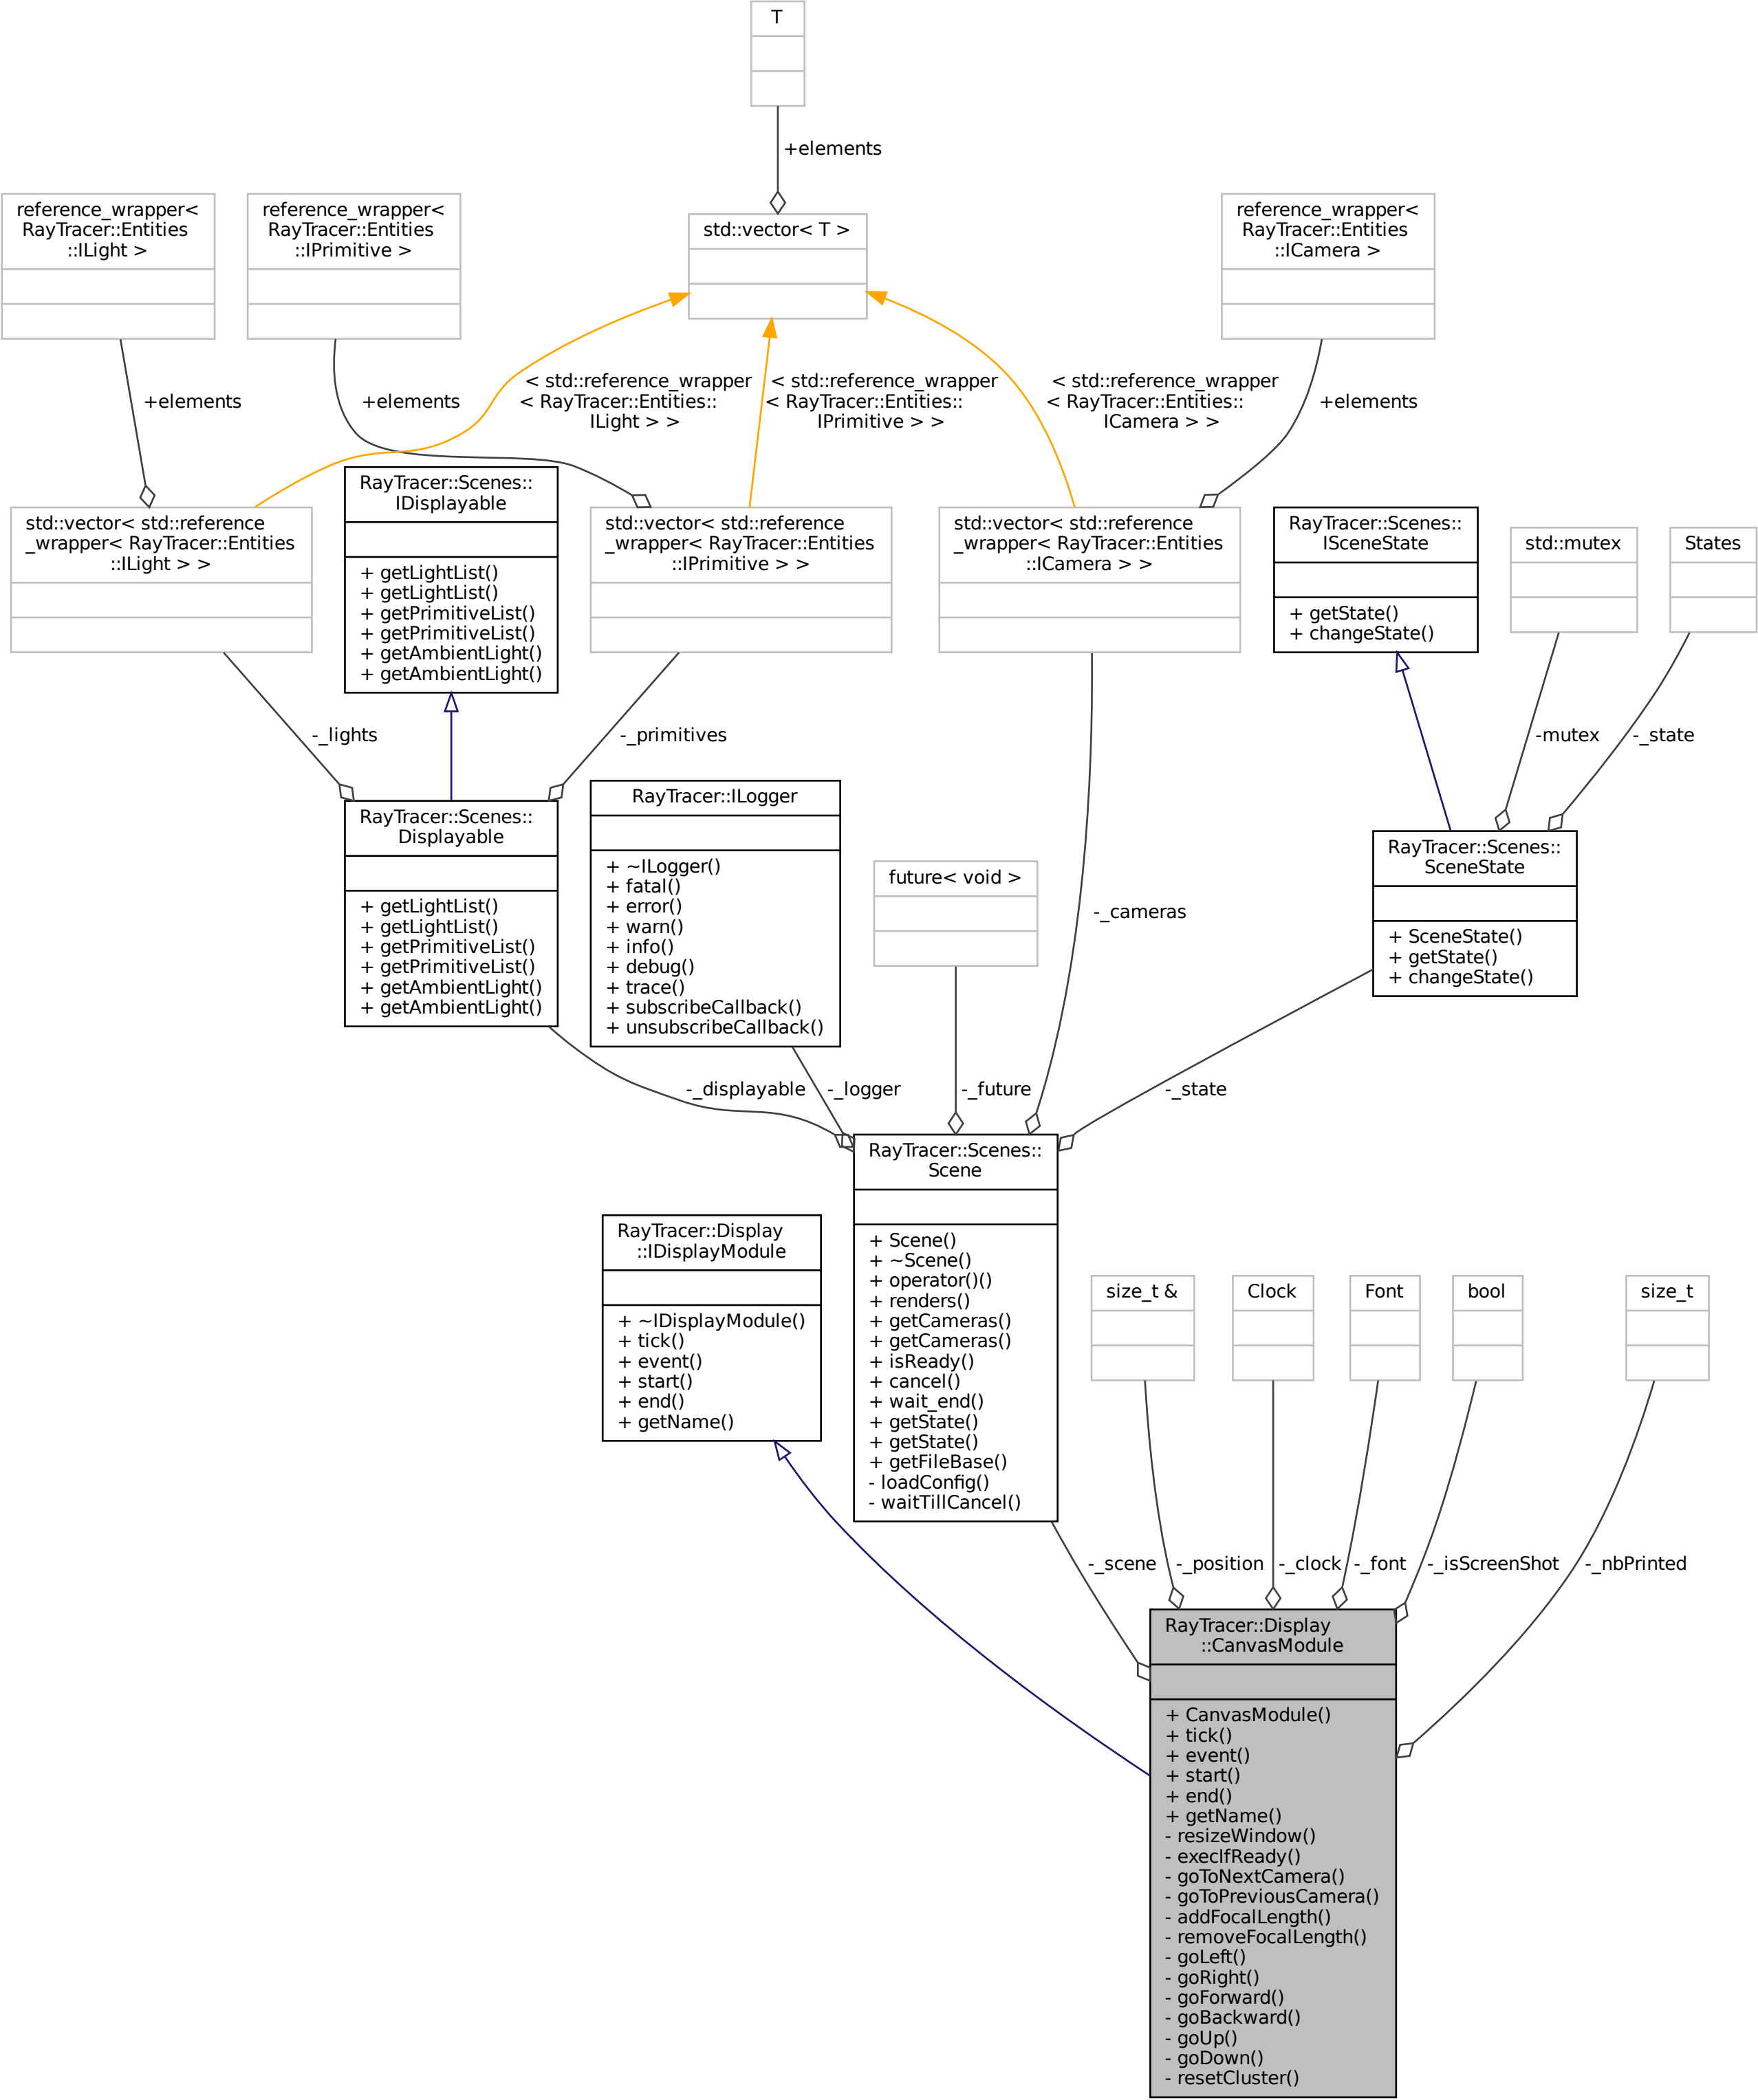 T
+elements
reference_wrapper<
RayTracer::Entities
::ILight >
reference_wrapper<
RayTracer::Entities
::IPrimitive >
std::vector< T >
reference_wrapper<
RayTracer::Entities
::ICamera >
+elements
+elements
< std::reference_wrapper
< RayTracer::Entities::
ILight > >
< std::reference_wrapper
< RayTracer::Entities::
IPrimitive > >
< std::reference_wrapper
< RayTracer::Entities::
ICamera > >
+elements
std::vector< std::reference
_wrapper< RayTracer::Entities
::ILight > >
RayTracer::Scenes::
IDisplayable
+ getLightList()
+ getLightList()
+ getPrimitiveList()
+ getPrimitiveList()
+ getAmbientLight()
+ getAmbientLight()
std::vector< std::reference
_wrapper< RayTracer::Entities
::IPrimitive > >
std::vector< std::reference
_wrapper< RayTracer::Entities
::ICamera > >
RayTracer::Scenes::
ISceneState
+ getState()
+ changeState()
std::mutex
States
-_lights
-_primitives
-mutex
-_state
RayTracer::Scenes::
Displayable
+ getLightList()
+ getLightList()
+ getPrimitiveList()
+ getPrimitiveList()
+ getAmbientLight()
+ getAmbientLight()
RayTracer::ILogger
+ ~ILogger()
+ fatal()
+ error()
+ warn()
+ info()
+ debug()
+ trace()
+ subscribeCallback()
+ unsubscribeCallback()
future< void >
-_cameras
RayTracer::Scenes::
SceneState
+ SceneState()
+ getState()
+ changeState()
-_displayable
-_logger
-_future
-_state
RayTracer::Scenes::
Scene
+ Scene()
+ ~Scene()
+ operator()()
+ renders()
+ getCameras()
+ getCameras()
+ isReady()
+ cancel()
+ wait_end()
+ getState()
+ getState()
+ getFileBase()
- loadConfig()
- waitTillCancel()
RayTracer::Display
::IDisplayModule
+ ~IDisplayModule()
+ tick()
+ event()
+ start()
+ end()
+ getName()
size_t &
Clock
Font
bool
size_t
-_scene
-_position
-_clock
-_font
-_isScreenShot
-_nbPrinted
RayTracer::Display
::CanvasModule
+ CanvasModule()
+ tick()
+ event()
+ start()
+ end()
+ getName()
- resizeWindow()
- execIfReady()
- goToNextCamera()
- goToPreviousCamera()
- addFocalLength()
- removeFocalLength()
- goLeft()
- goRight()
- goForward()
- goBackward()
- goUp()
- goDown()
- resetCluster()